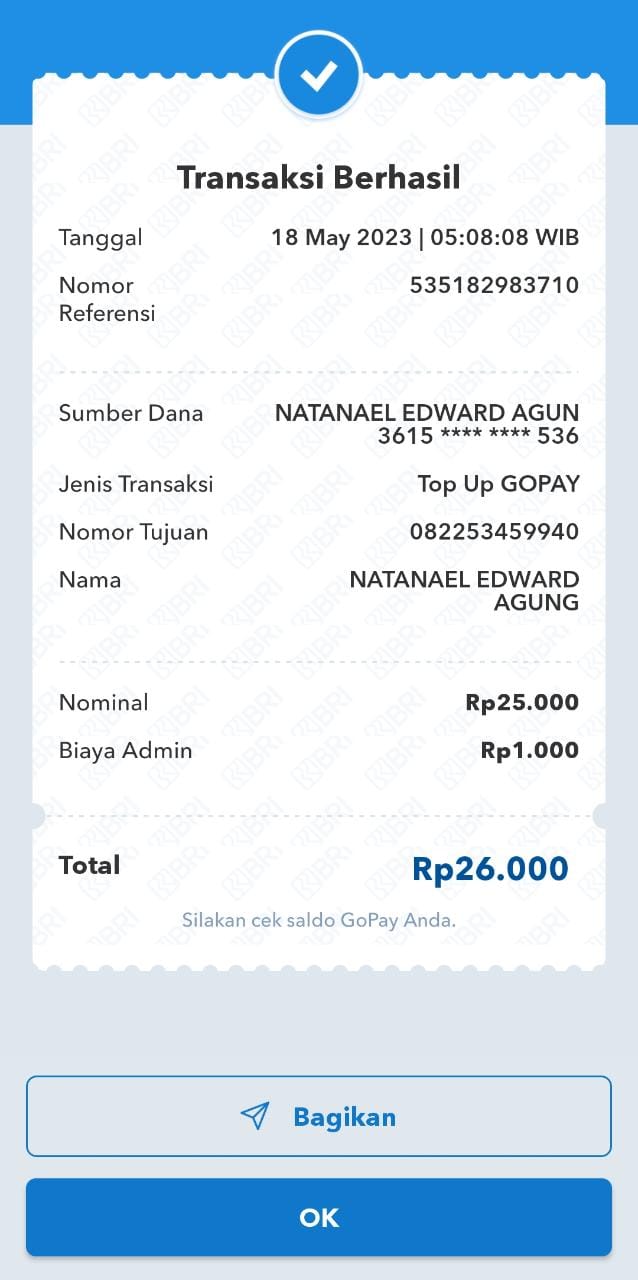 Transaksi Berhasil
Tanggal 18 May 2023 | 05:08:08 WIB
Nomor Referensi 535182983710
Sumber Dana NATANAEL EDWARD AGUN
3615 **** **** 536
Jenis Transaksi Top Up GOPAY
Nomor Tujuan 082253459940
Nama NATANAEL EDWARD
AGUNG
Nominal Rp25.000
Biaya Admin Rp1.000
Total Rp26.000
Silakan cek saldo GoPay Anda.
Bagikan
OK